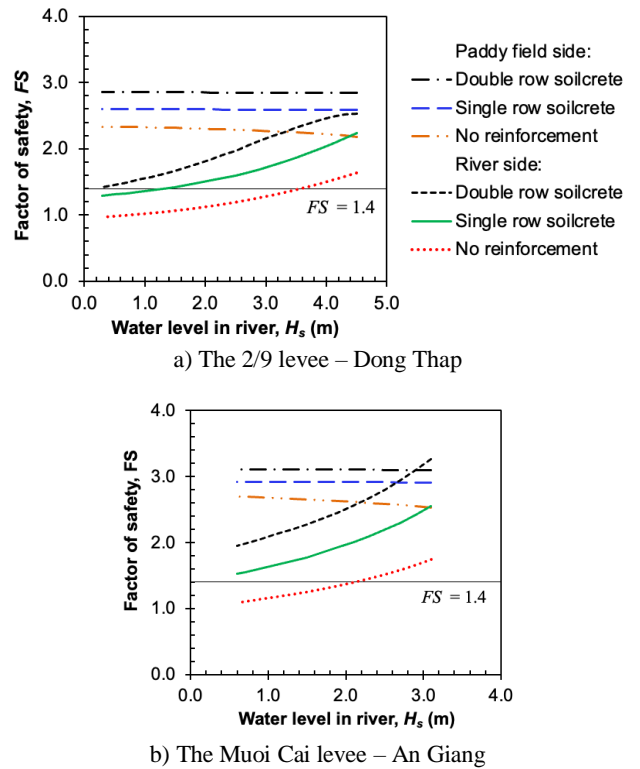 4.0
3.0
2.0
1.0
0.0
Factor of safety, FS
FS = 1.4
0.0 1.0 2.0 3.0 4.0 5.0
Water level in river, Hs (m)
Paddy field side:
Double row soilcrete
Single row soilcrete
No reinforcement
River side:
Double row soilcrete
Single row soilcrete
No reinforcement
a) The 2/9 levee – Dong Thap
4.0
3.0
2.0
1.0
0.0
Factor of safety, FS
FS = 1.4
0.0 1.0 2.0 3.0 4.0
Water level in river, Hs (m)
b) The Muoi Cai levee – An Giang